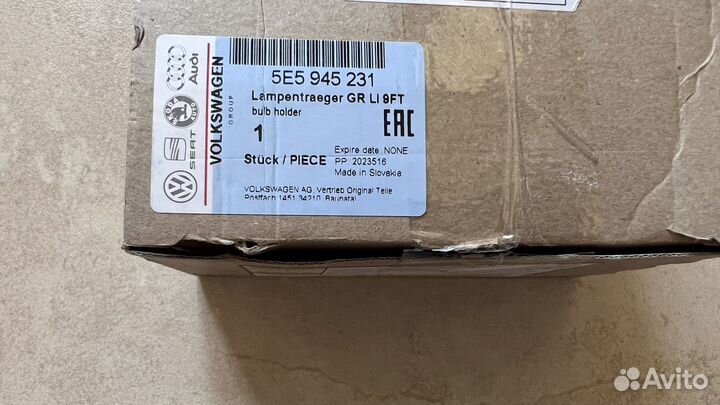 Audi
SEAT
VOLKSWAGEN
GROUP
5E5 945 231
Lampentraeger GR LI 9FT
bulb holder
1
EAC
Stück / PIECE
Expire date: NONE
PP: 2023516
Made in Slovakia
VOLKSWAGEN AG, Vertrieb Original Teile
Postfach 1451 34210, Baunatal
Avito